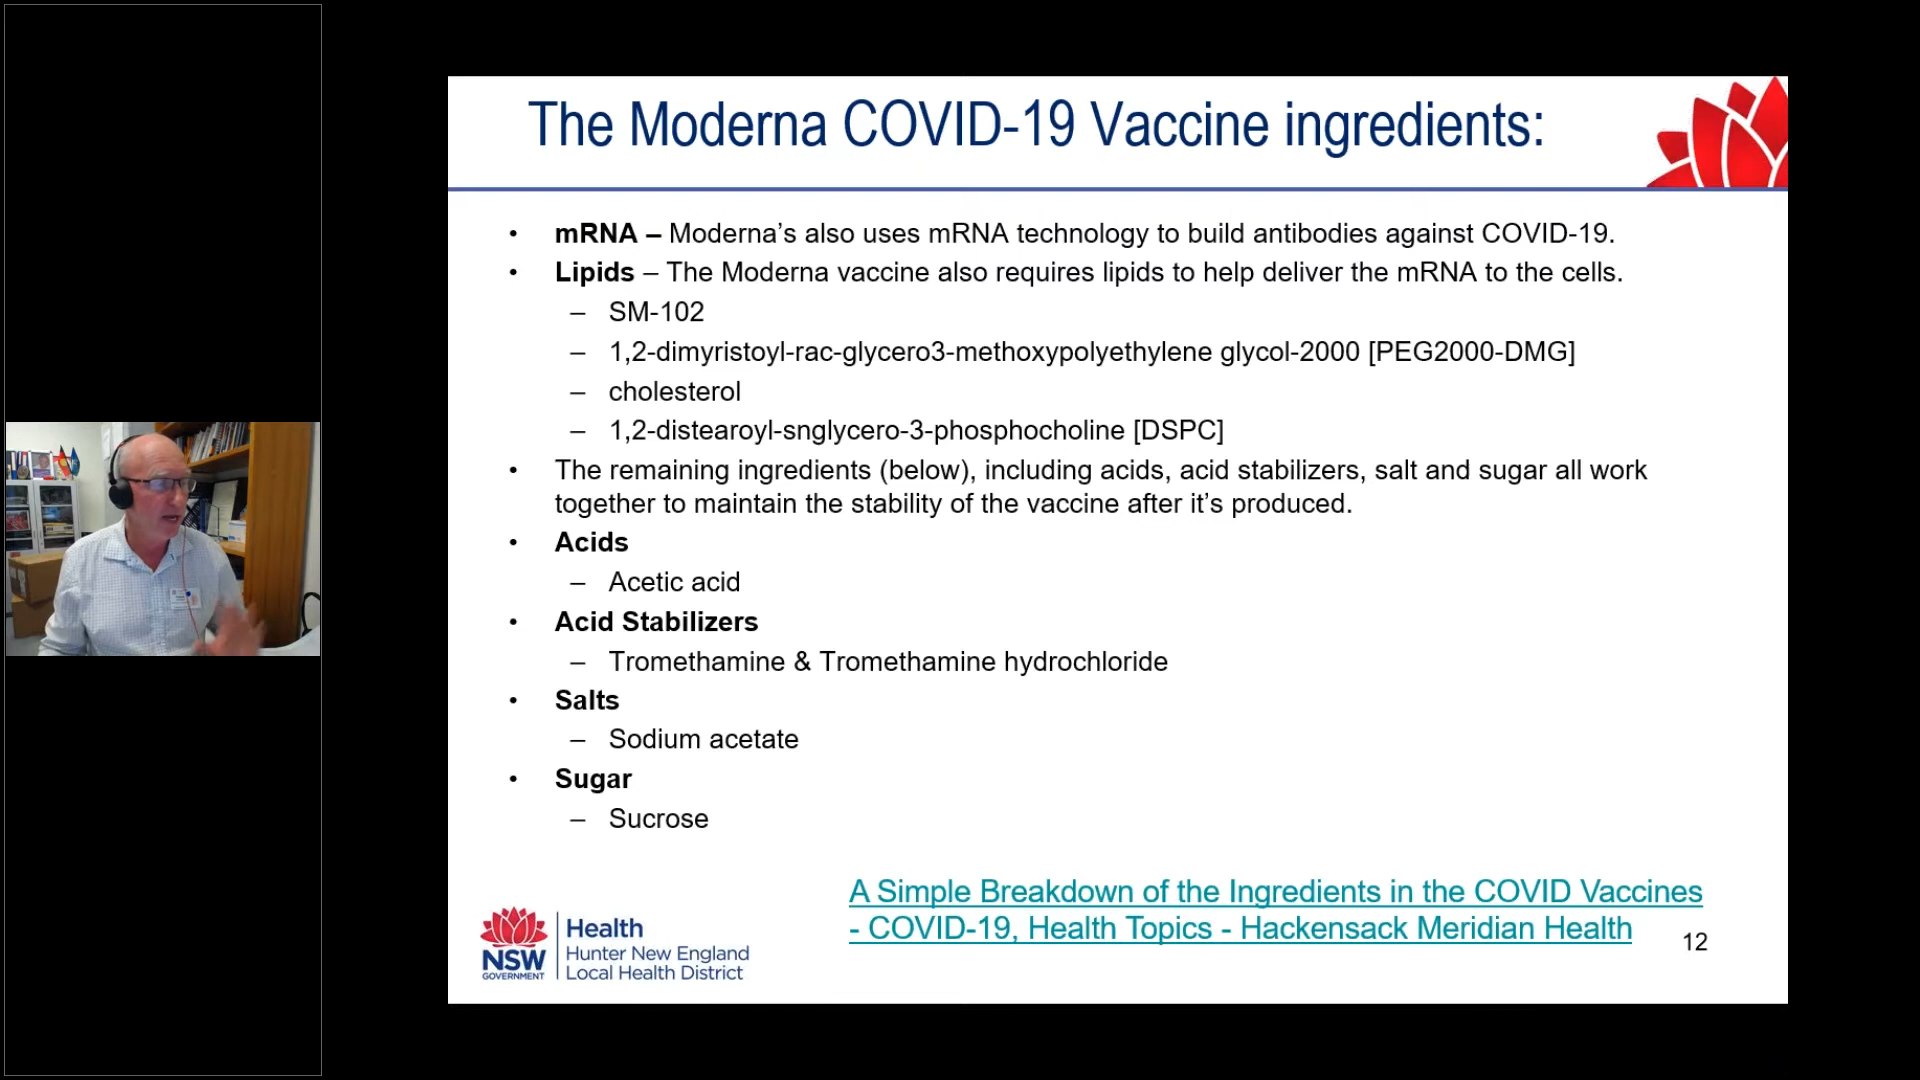 The Moderna COVID-19 Vaccine ingredients:
• mRNA – Moderna’s also uses mRNA technology to build antibodies against COVID-19.
• Lipids – The Moderna vaccine also requires lipids to help deliver the mRNA to the cells.
– SM-102
– 1,2-dimyristoyl-rac-glycero3-methoxypolyethylene glycol-2000 [PEG2000-DMG]
– cholesterol
– 1,2-distearoyl-snglycero-3-phosphocholine [DSPC]
• The remaining ingredients (below), including acids, acid stabilizers, salt and sugar all work
together to maintain the stability of the vaccine after it’s produced.
• Acids
– Acetic acid
• Acid Stabilizers
– Tromethamine & Tromethamine hydrochloride
• Salts
– Sodium acetate
• Sugar
– Sucrose
A Simple Breakdown of the Ingredients in the COVID Vaccines
- COVID-19, Health Topics - Hackensack Meridian Health
12
NSW
GOVERNMENT
Health
Hunter New England
Local Health District